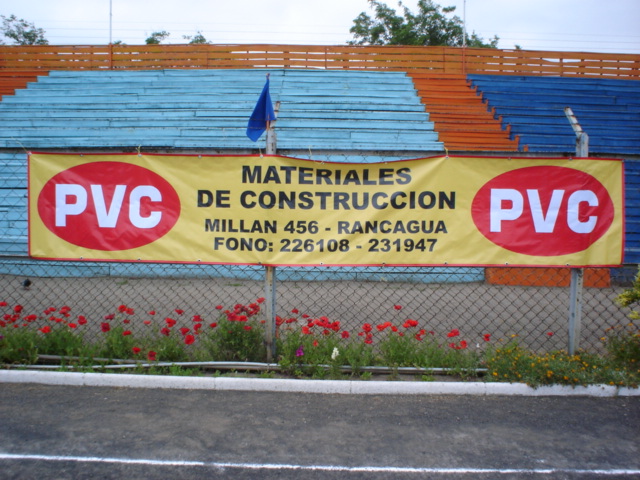 PVC
MATERIALES
DE CONSTRUCCION
MILLAN 456 - RANCAGUA
FONO: 226108 - 231947
PVC